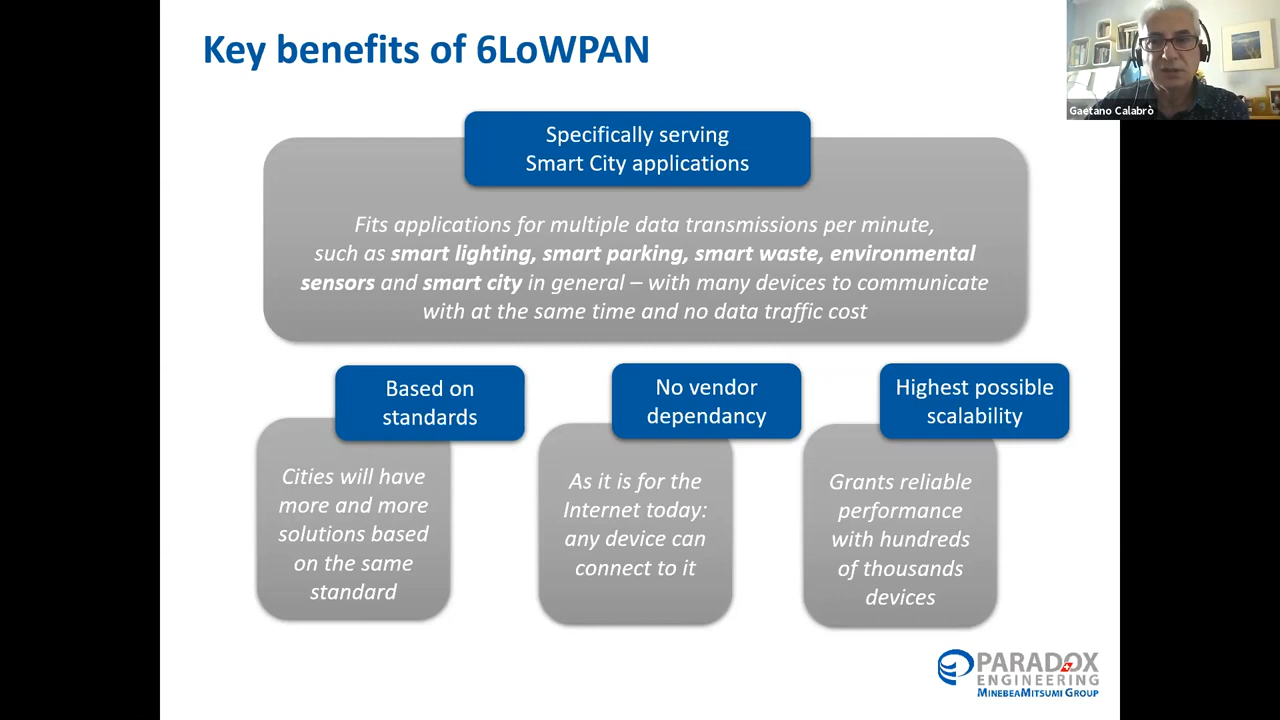 Key benefits of 6LoWPAN
Gaetano Calabrò
Specifically serving
Smart City applications
Fits applications for multiple data transmissions per minute,
such as smart lighting, smart parking, smart waste, environmental
sensors and smart city in general – with many devices to communicate
with at the same time and no data traffic cost
Based on
standards
Cities will have
more and more
solutions based
on the same
standard
No vendor
dependancy
As it is for the
Internet today:
any device can
connect to it
Highest possible
scalability
Grants reliable
performance
with hundreds
of thousands
devices
PARADOX
ENGINEERING
MINEBEAMITSUMI GROUP